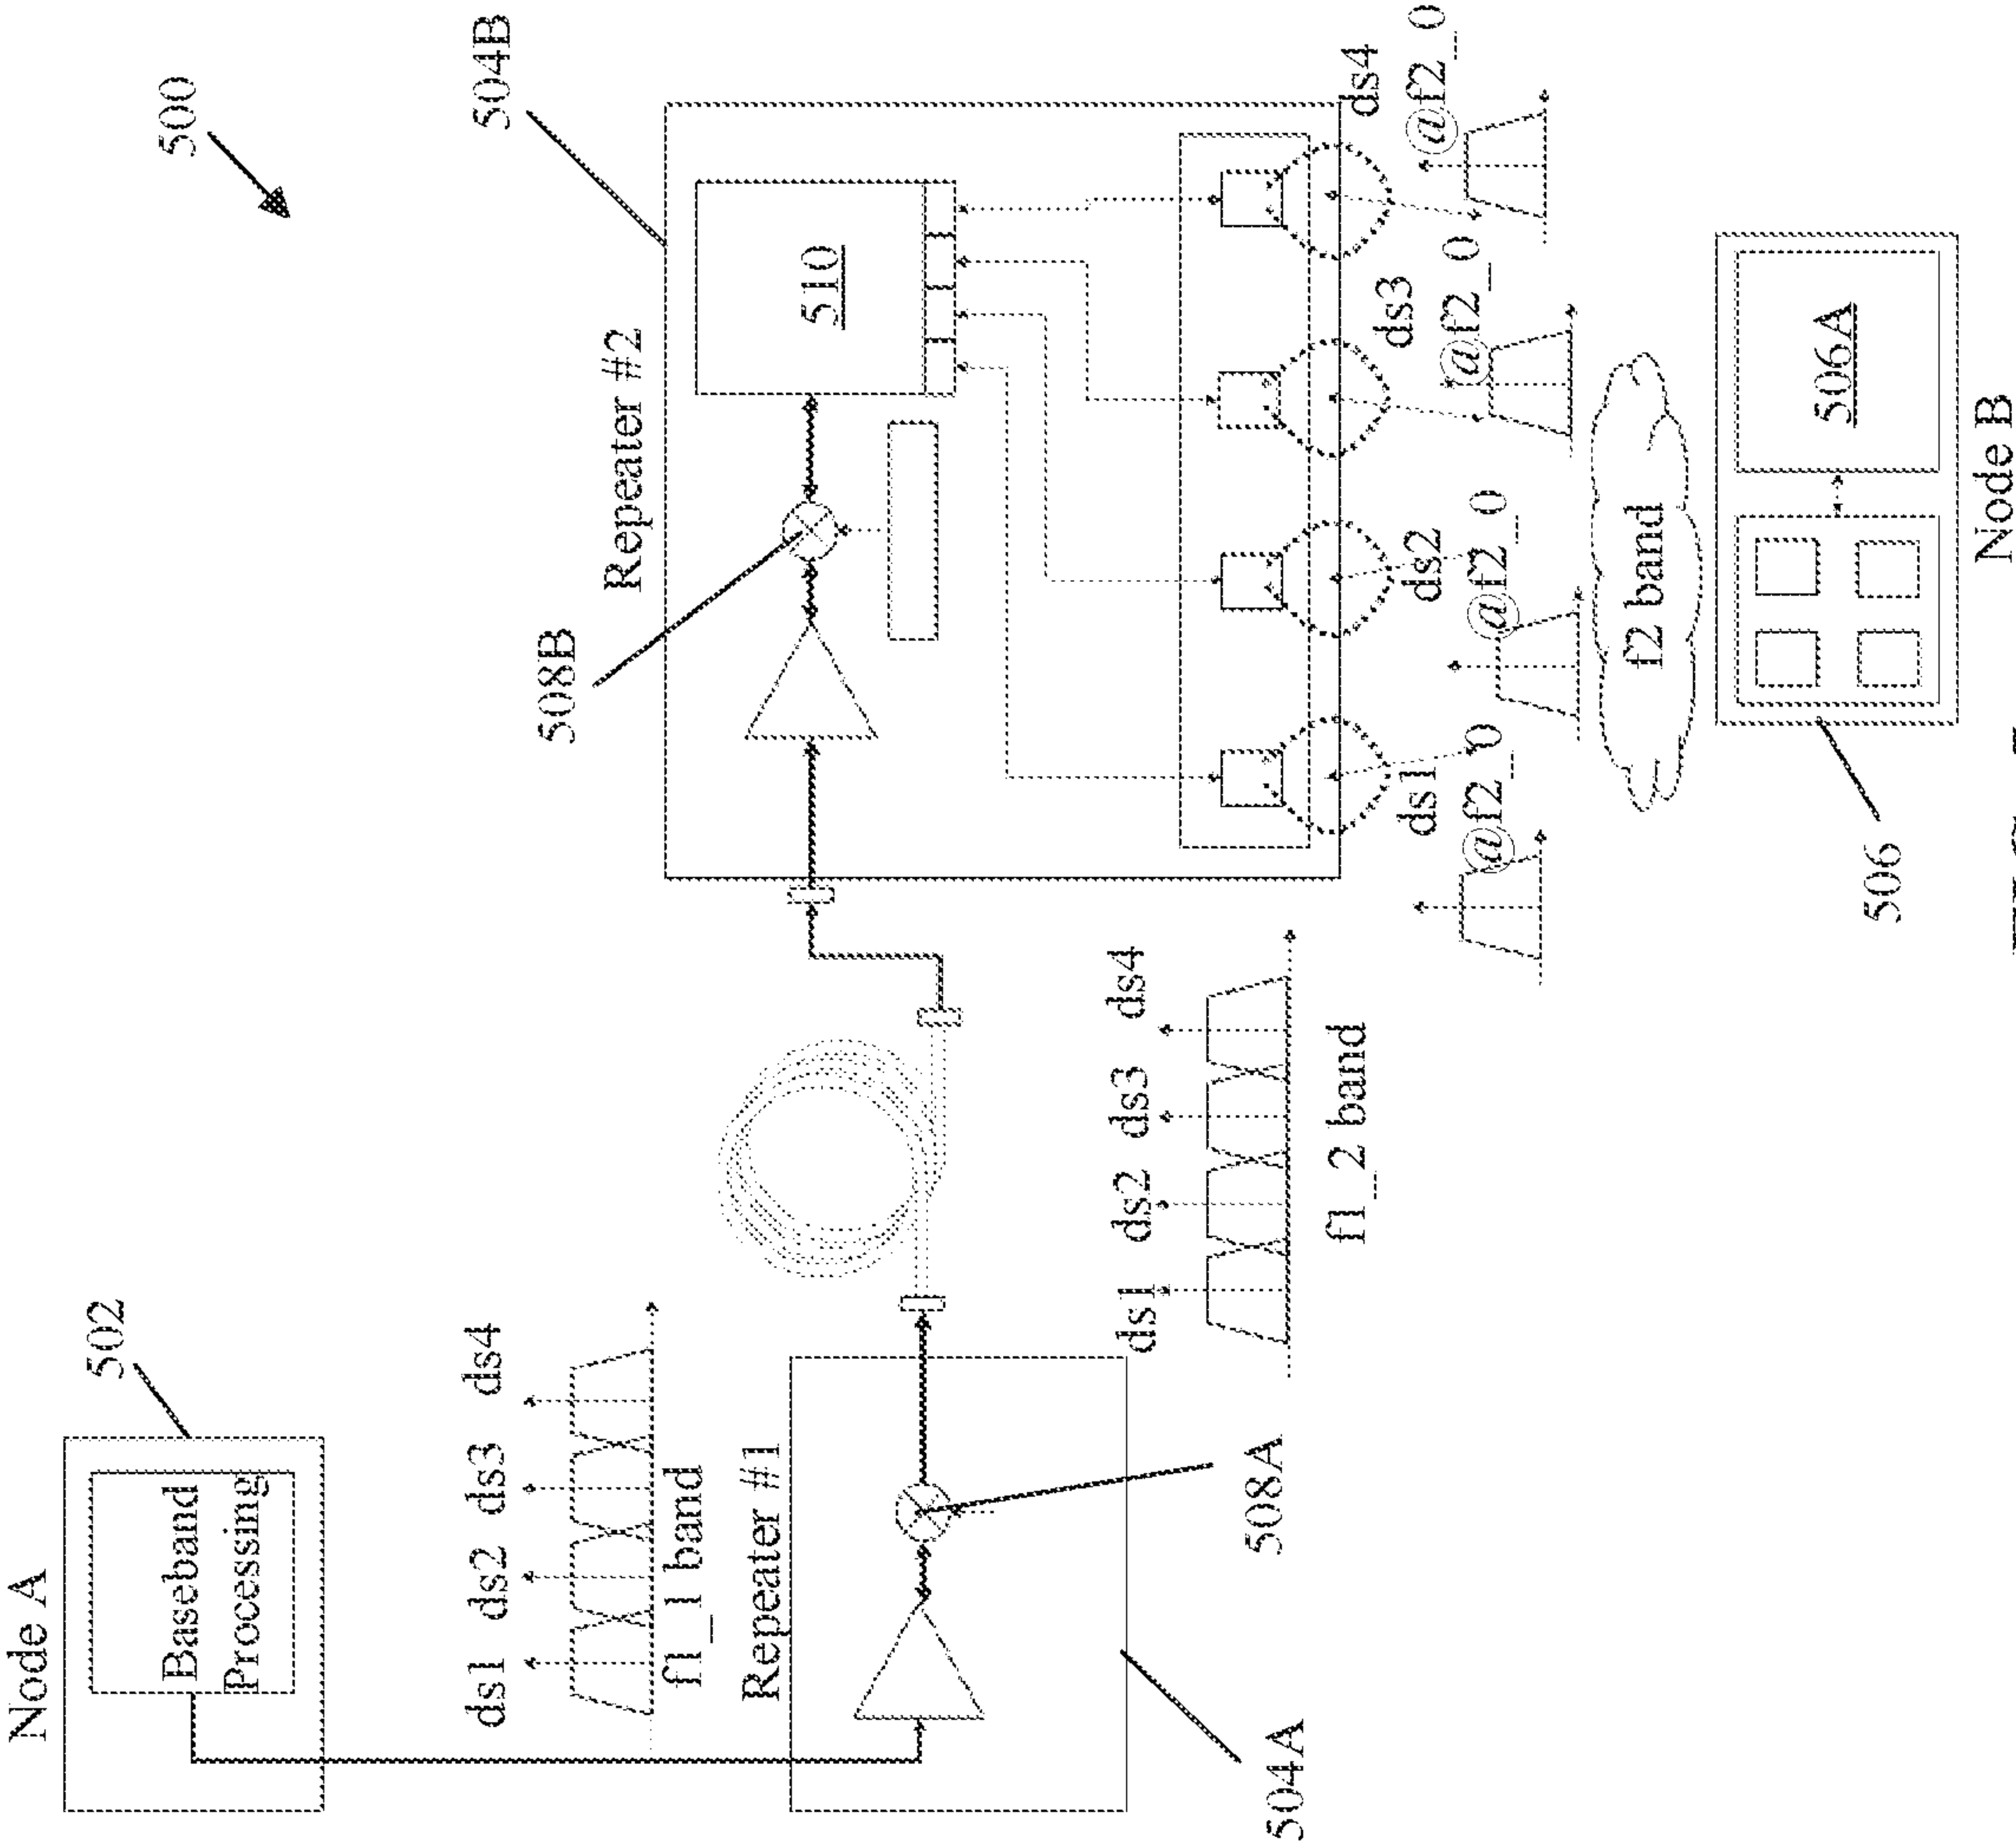 500
Node A
502
Baseband
Processing
ds1 ds2 ds3 ds4
f1_1 band
Repeater #1
508A
504A
ds1 ds2 ds3 ds4
f1_2 band
Repeater #2
504B
508B
510
ds1
@f2_0
ds2
@f2_0
ds3
@f2_0
ds4
@f2_0
f2 band
506
506A
Node B